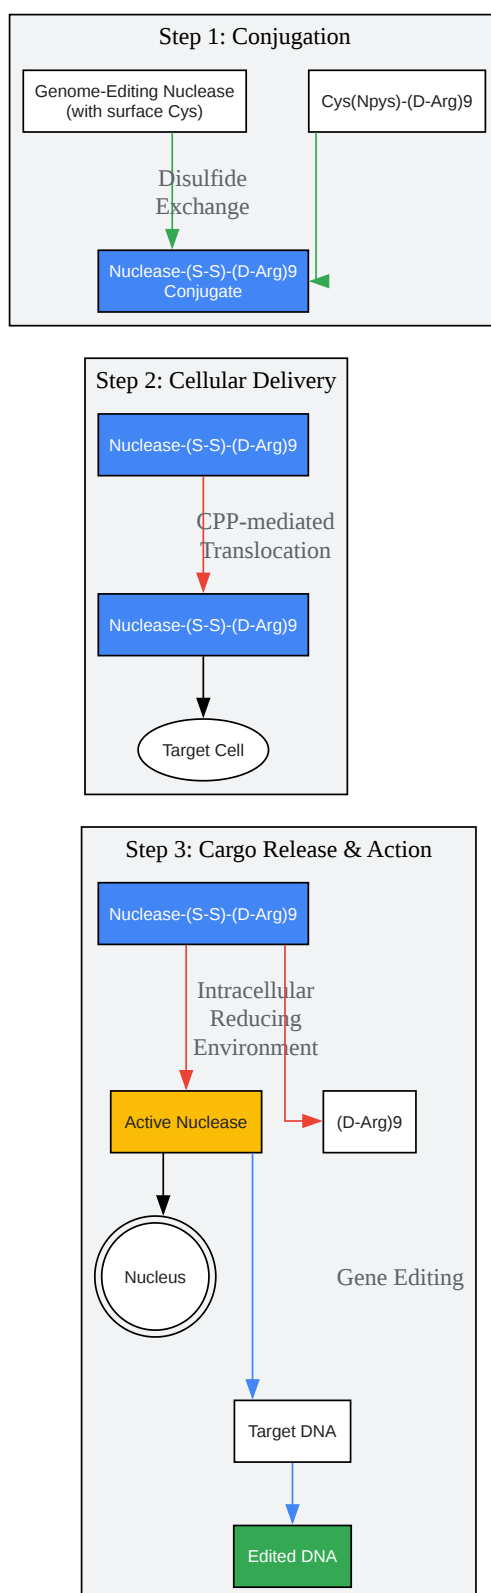 Step 1: Conjugation
Genome-Editing Nuclease
(with surface Cys)
Cys(Npys)-(D-Arg)9
Disulfide
Exchange
Nuclease-(S-S)-(D-Arg)9
Conjugate
Step 2: Cellular Delivery
Nuclease-(S-S)-(D-Arg)9
CPP-mediated
Translocation
Nuclease-(S-S)-(D-Arg)9
Target Cell
Step 3: Cargo Release & Action
Nuclease-(S-S)-(D-Arg)9
Intracellular
Reducing
Environment
Active Nuclease
(D-Arg)9
Nucleus
Gene Editing
Target DNA
Edited DNA